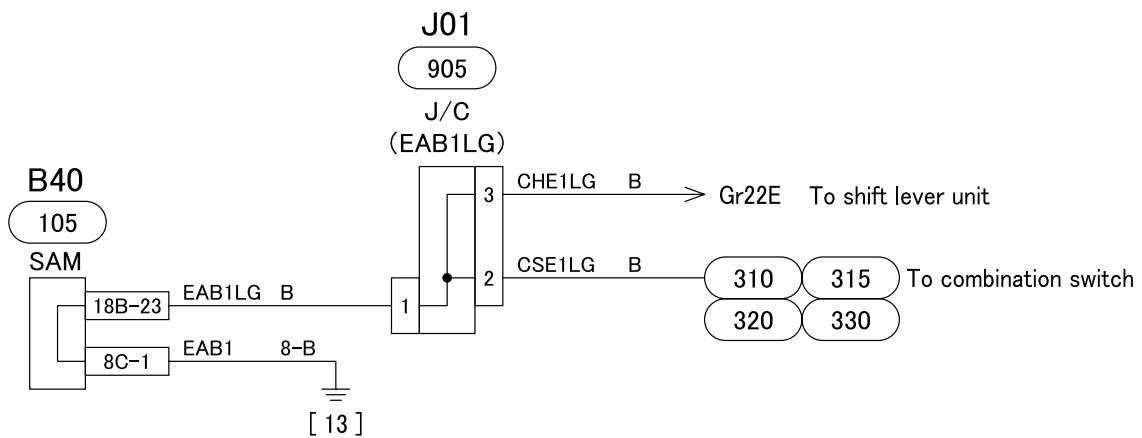 J01
905
J/C
(EAB1LG)
B40
105
SAM
3 CHE1LG B Gr22E To shift lever unit
2 CSE1LG B 310 315 To combination switch
320 330
18B-23 EAB1LG B 1
8C-1 EAB1 8-B
[ 13 ]